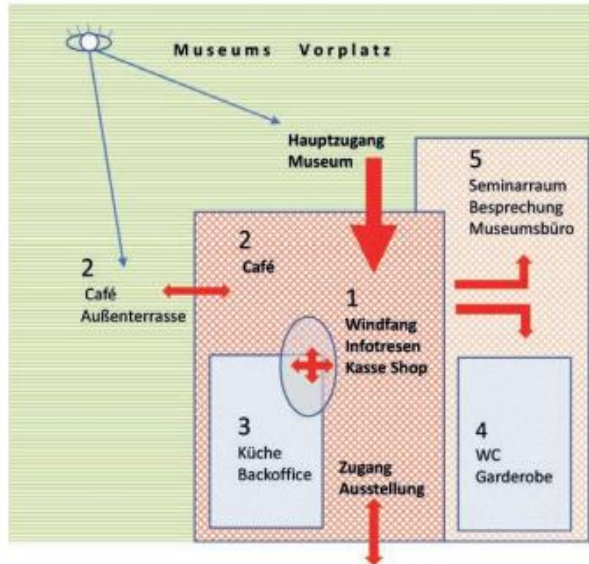 Museums Vorplatz
Hauptzugang
Museum
5
Seminarraum
Besprechung
Museumsbüro
2
Café
2
Café
Außenterrasse
1
Windfang
Infotresen
Kasse Shop
3
Küche
Backoffice
4
WC
Garderobe
Zugang
Ausstellung